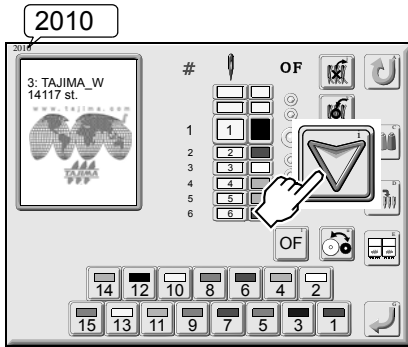 2010
2010
3: TAJIMA_W
14117 st.
www.tajima.com
TAJIMA
# OF
1 1
2 2
3 3
4 4
5 5
6 6
I
D
E
OF
14 12 10 8 6 4 2
15 13 11 9 7 5 3 1
G